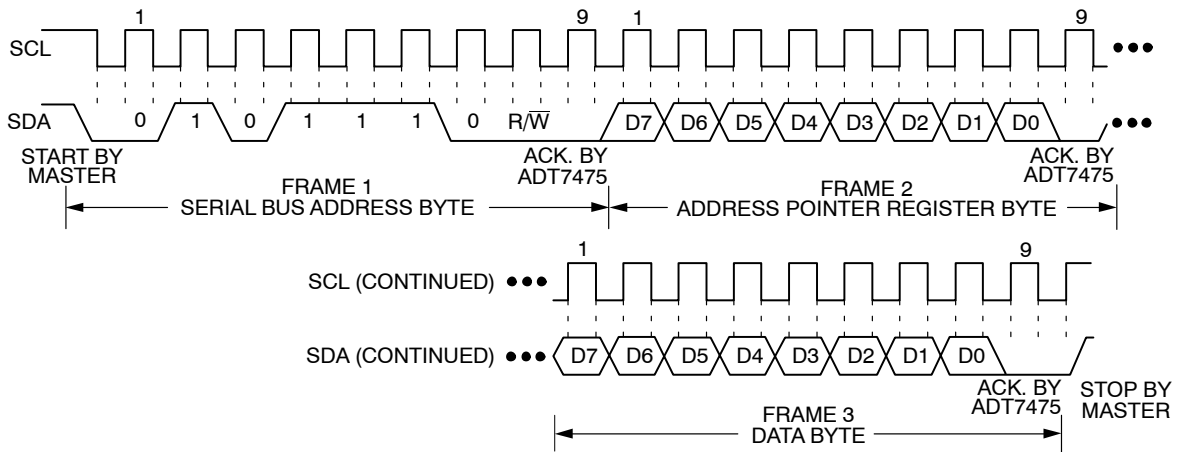 1 9 1 9
SCL
SDA 0 1 0 1 1 1 0 R/W̅ D7 D6 D5 D4 D3 D2 D1 D0
START BY
MASTER
ACK. BY
ADT7475
ACK. BY
ADT7475
FRAME 1
SERIAL BUS ADDRESS BYTE
FRAME 2
ADDRESS POINTER REGISTER BYTE
1 9
SCL (CONTINUED)
SDA (CONTINUED) D7 D6 D5 D4 D3 D2 D1 D0
ACK. BY
ADT7475
STOP BY
MASTER
FRAME 3
DATA BYTE